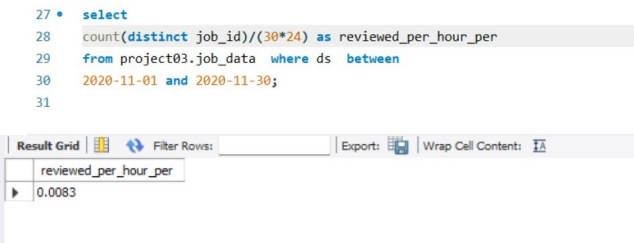 27 select
28 count(distinct job_id)/(30*24) as reviewed_per_hour_per
29 from project03.job_data where ds between
30 2020-11-01 and 2020-11-30;
31
Result Grid Filter Rows: Export: Wrap Cell Content: IA
reviewed_per_hour_per
0.0083